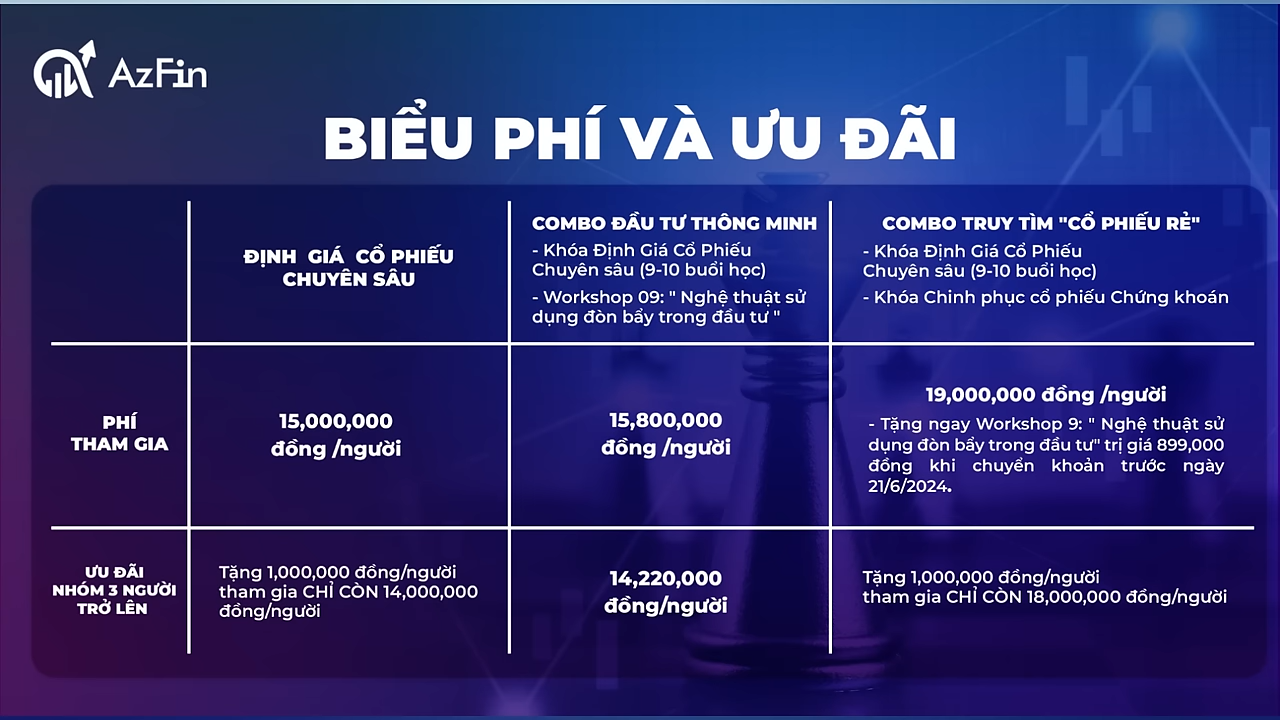 AzFin
BIỂU PHÍ VÀ ƯU ĐÃI
ĐỊNH GIÁ CỔ PHIẾU
CHUYÊN SÂU
COMBO ĐẦU TƯ THÔNG MINH
- Khóa Định Giá Cổ Phiếu
Chuyên sâu (9-10 buổi học)
- Workshop 09: " Nghệ thuật sử
dụng đòn bẩy trong đầu tư "
COMBO TRUY TÌM "CỔ PHIẾU RẺ"
- Khóa Định Giá Cổ Phiếu
Chuyên sâu (9-10 buổi học)
- Khóa Chinh phục cổ phiếu Chứng khoán
PHÍ
THAM GIA
15,000,000
đồng /người
15,800,000
đồng /người
19,000,000 đồng /người
- Tặng ngay Workshop 9: " Nghệ thuật sử
dụng đòn bẩy trong đầu tư" trị giá 899,000
đồng khi chuyển khoản trước ngày
21/6/2024.
ƯU ĐÃI
NHÓM 3 NGƯỜI
TRỞ LÊN
Tặng 1,000,000 đồng/người
tham gia CHỈ CÒN 14,000,000
đồng/người
14,220,000
đồng/người
Tặng 1,000,000 đồng/người
tham gia CHỈ CÒN 18,000,000 đồng/người